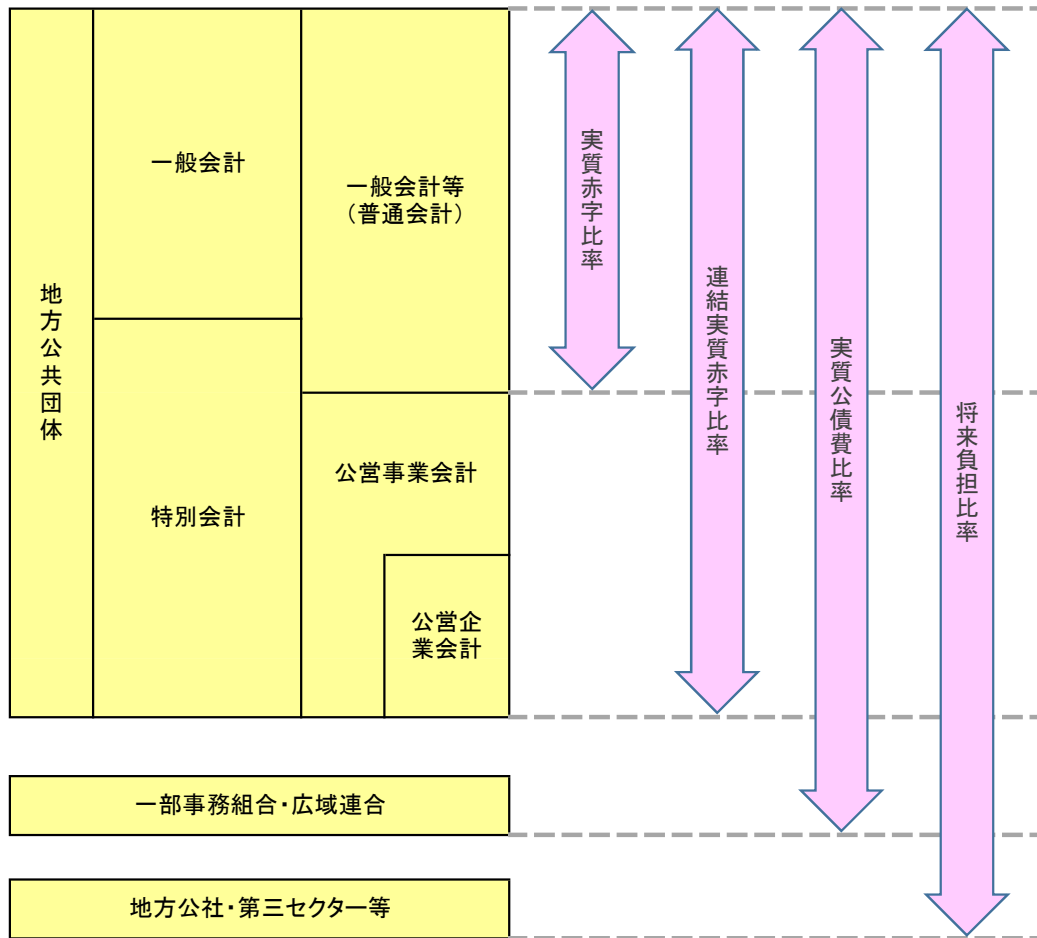 地方公共団体
一般会計
特別会計
一般会計等
（普通会計）
公営事業会計
公営企
業会計
実質赤字比率
連結実質赤字比率
実質公債費比率
将来負担比率
一部事務組合・広域連合
地方公社・第三セクター等